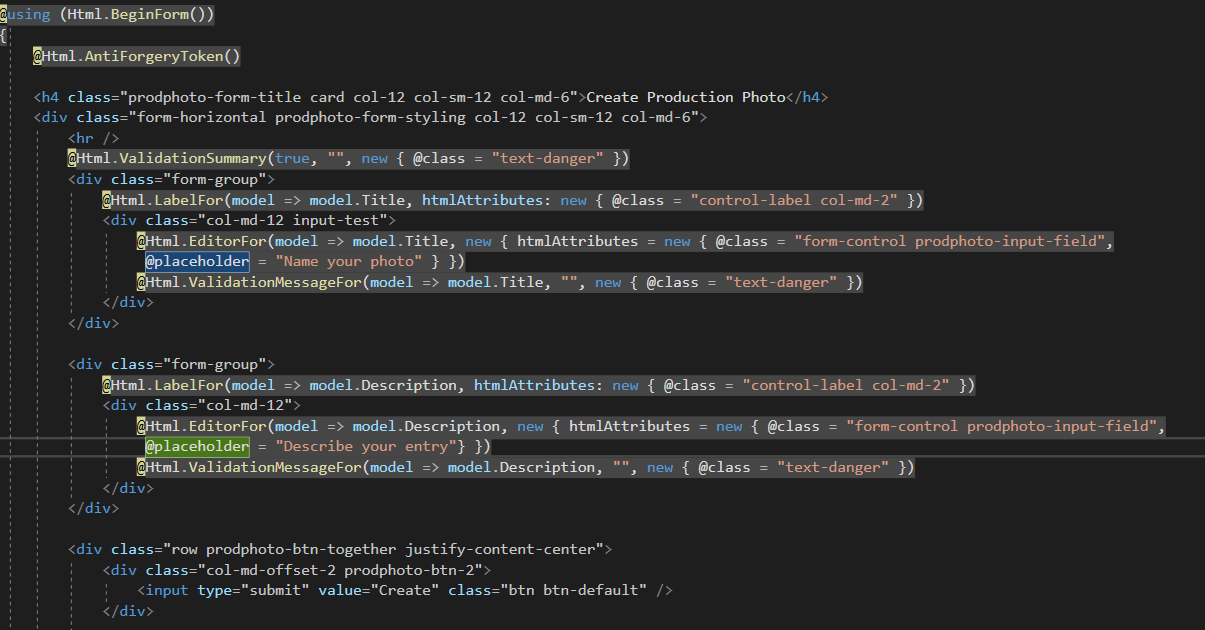 @using (Html.BeginForm())
{
@Html.AntiForgeryToken()
<h4 class="prodphoto-form-title card col-12 col-sm-12 col-md-6">Create Production Photo</h4>
<div class="form-horizontal prodphoto-form-styling col-12 col-sm-12 col-md-6">
<hr />
@Html.ValidationSummary(true, "", new { @class = "text-danger" })
<div class="form-group">
@Html.LabelFor(model => model.Title, htmlAttributes: new { @class = "control-label col-md-2" })
<div class="col-md-12 input-test">
@Html.EditorFor(model => model.Title, new { htmlAttributes = new { @class = "form-control prodphoto-input-field",
@placeholder = "Name your photo" } })
@Html.ValidationMessageFor(model => model.Title, "", new { @class = "text-danger" })
</div>
</div>
<div class="form-group">
@Html.LabelFor(model => model.Description, htmlAttributes: new { @class = "control-label col-md-2" })
<div class="col-md-12">
@Html.EditorFor(model => model.Description, new { htmlAttributes = new { @class = "form-control prodphoto-input-field",
@placeholder = "Describe your entry"} })
@Html.ValidationMessageFor(model => model.Description, "", new { @class = "text-danger" })
</div>
</div>
<div class="row prodphoto-btn-together justify-content-center">
<div class="col-md-offset-2 prodphoto-btn-2">
<input type="submit" value="Create" class="btn btn-default" />
</div>